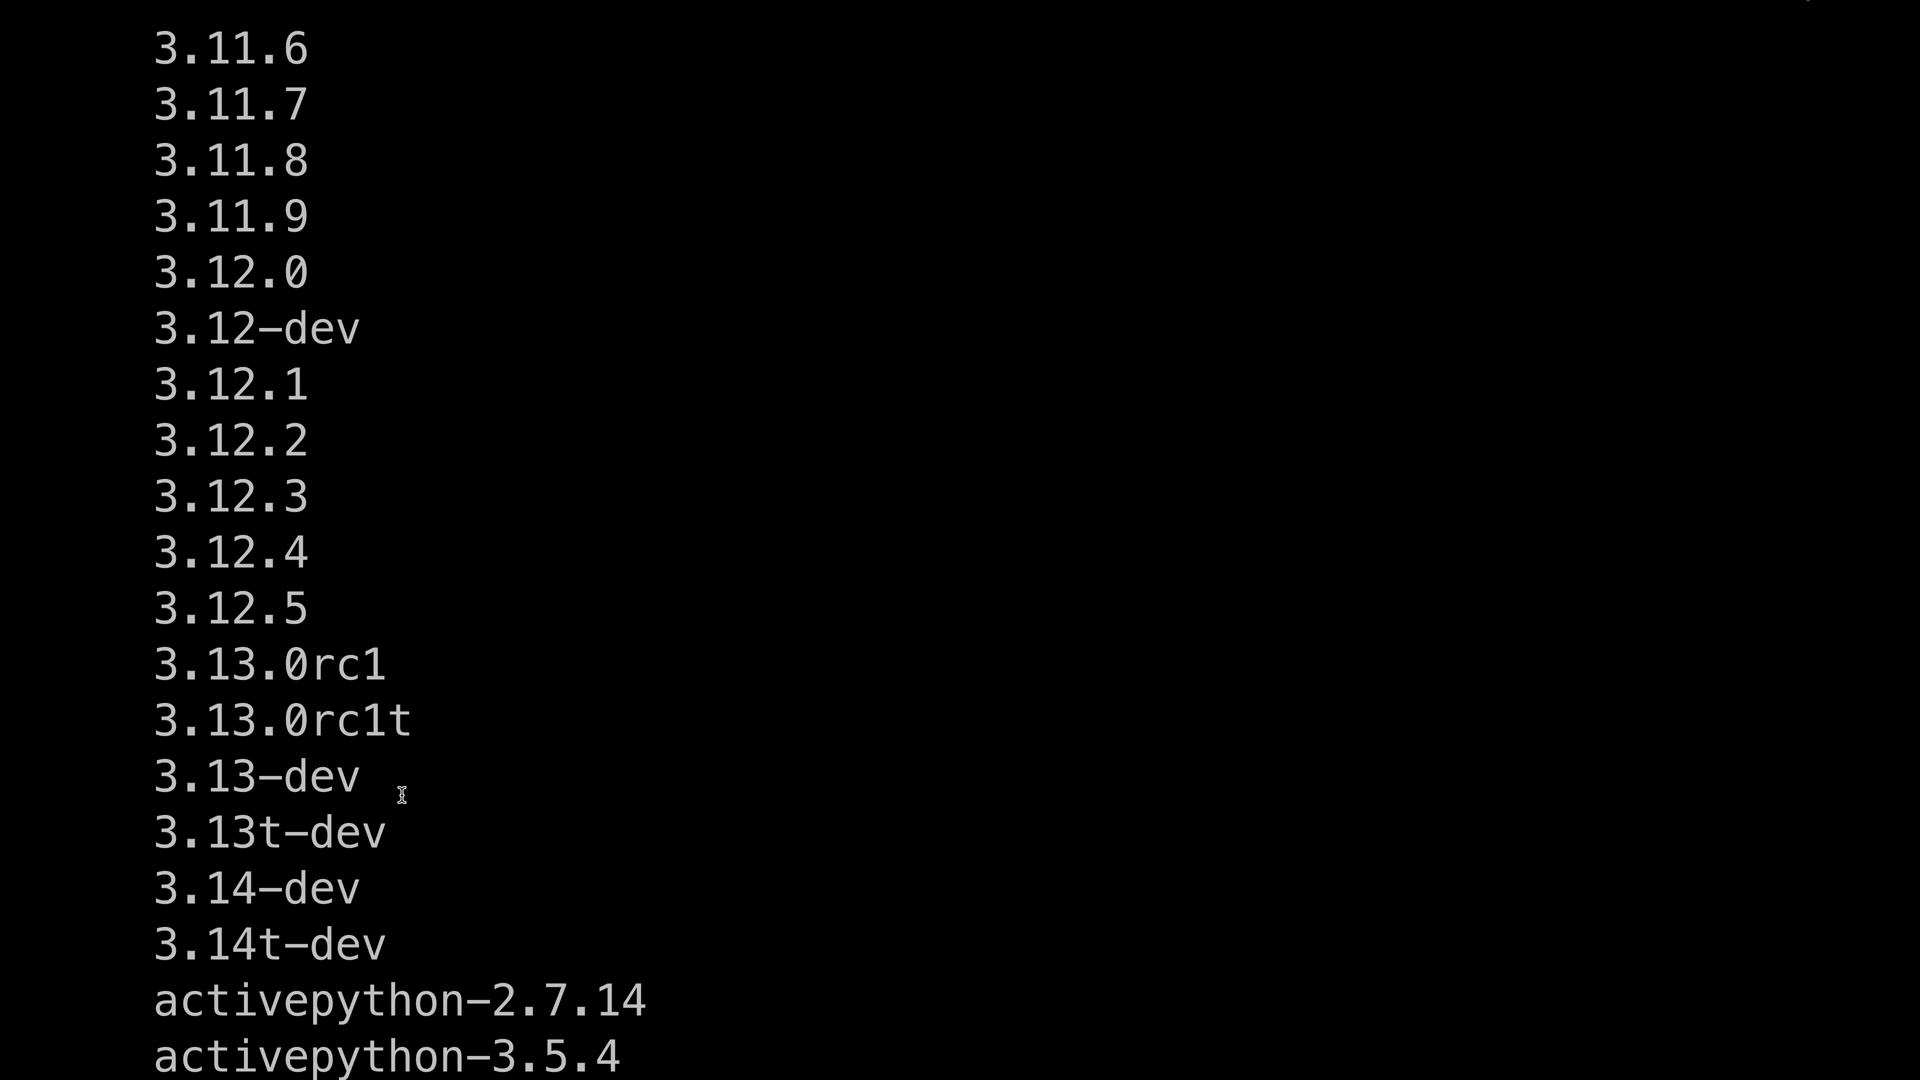 3.11.6
3.11.7
3.11.8
3.11.9
3.12.0
3.12-dev
3.12.1
3.12.2
3.12.3
3.12.4
3.12.5
3.13.0rc1
3.13.0rc1t
3.13-dev
3.13t-dev
3.14-dev
3.14t-dev
activepython-2.7.14
activepython-3.5.4